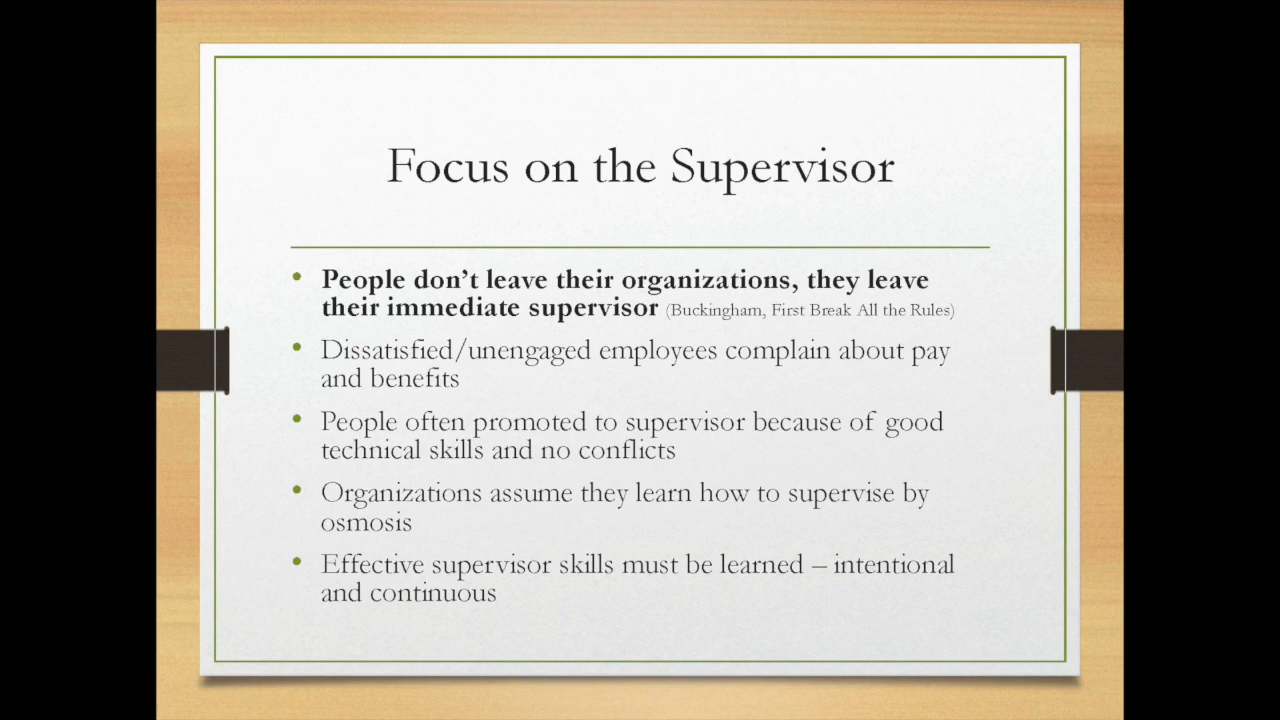 Focus on the Supervisor
• People don’t leave their organizations, they leave
their immediate supervisor (Buckingham, First Break All the Rules)
• Dissatisfied/unengaged employees complain about pay
and benefits
• People often promoted to supervisor because of good
technical skills and no conflicts
• Organizations assume they learn how to supervise by
osmosis
• Effective supervisor skills must be learned – intentional
and continuous